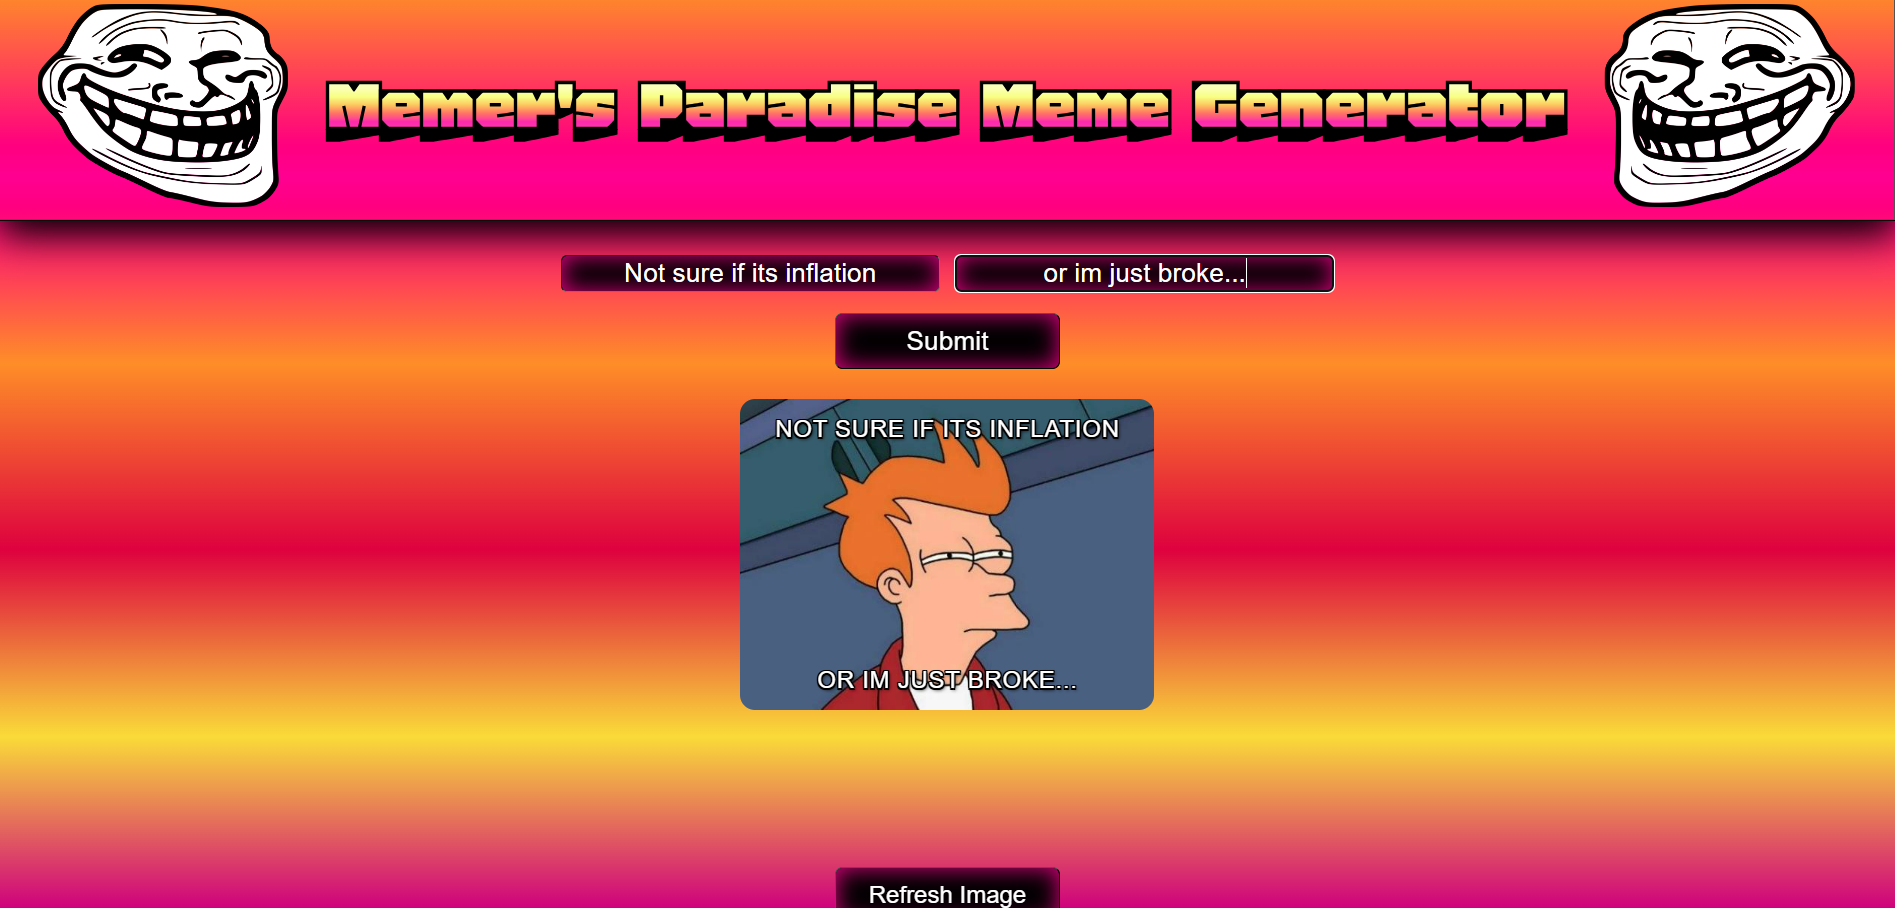 Memer's Paradise Meme Generator
Not sure if its inflation
or im just broke...
Submit
NOT SURE IF ITS INFLATION
OR IM JUST BROKE...
Refresh Image